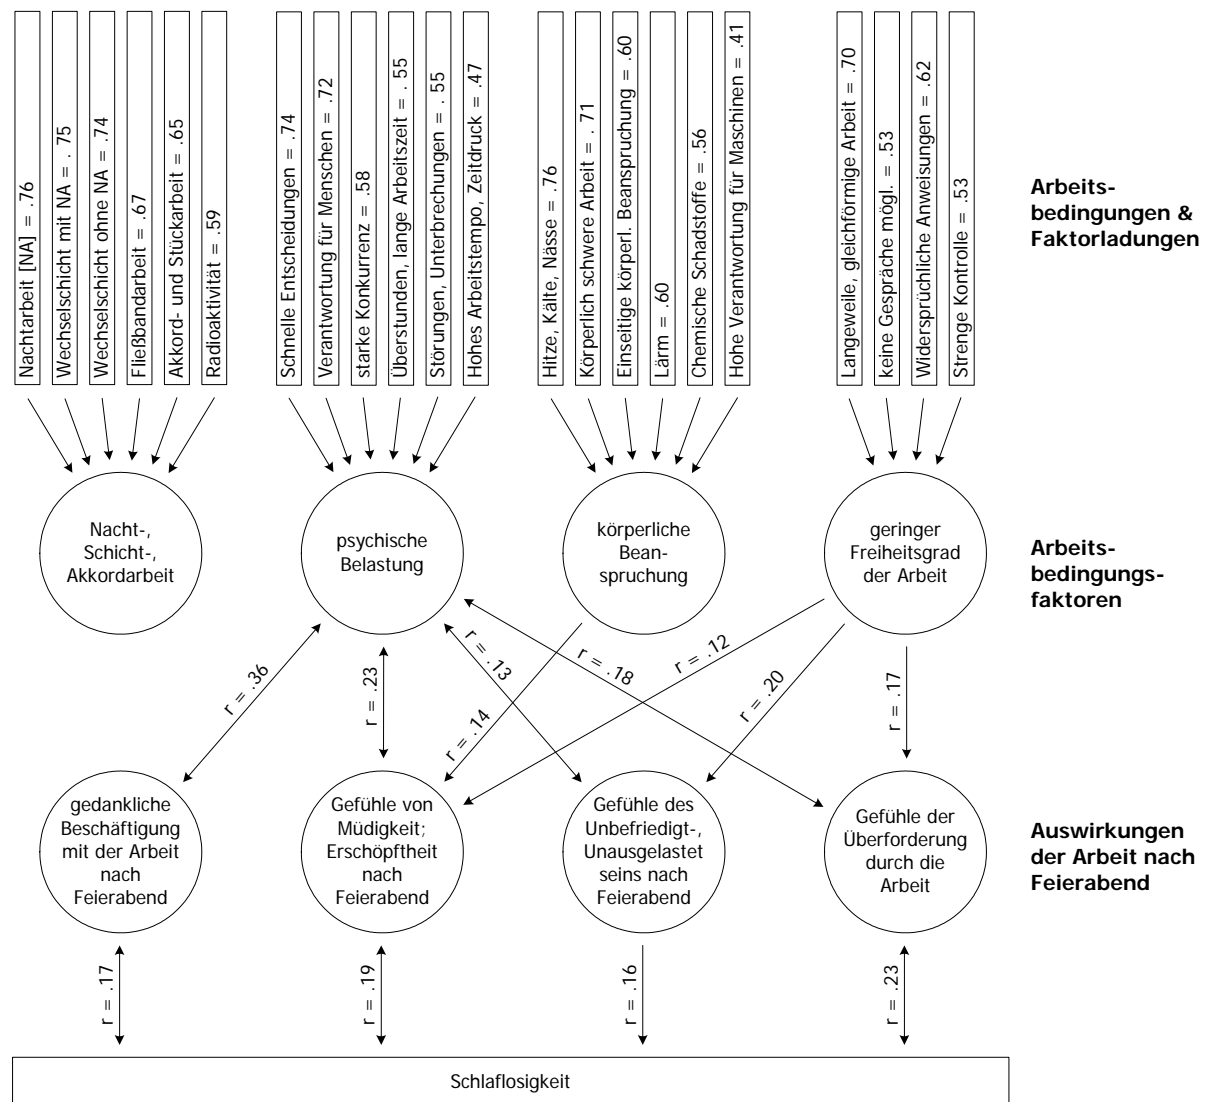 Nachtarbeit [NA] = .76
Wechselschicht mit NA = . 75
Wechselschicht ohne NA = .74
Fließbandarbeit = .67
Akkord- und Stückarbeit = .65
Radioaktivität = .59
Schnelle Entscheidungen = .74
Verantwortung für Menschen = .72
starke Konkurrenz = .58
Überstunden, lange Arbeitszeit = . 55
Störungen, Unterbrechungen = . 55
Hohes Arbeitstempo, Zeitdruck = .47
Hitze, Kälte, Nässe = .76
Körperlich schwere Arbeit = . 71
Einseitige körperl. Beanspruchung = .60
Lärm = .60
Chemische Schadstoffe = .56
Hohe Verantwortung für Maschinen = .41
Langeweile, gleichförmige Arbeit = .70
keine Gespräche mögl. = .53
Widersprüchliche Anweisungen = .62
Strenge Kontrolle = .53
Arbeits-
bedingungen &
Faktorladungen
Nacht-,
Schicht-,
Akkordarbeit
psychische
Belastung
körperliche
Bean-
spruchung
geringer
Freiheitsgrad
der Arbeit
Arbeits-
bedingungs-
faktoren
r = .36
r = .23
r = .13
r = .18
r = .14
r = .12
r = .20
r = .17
gedankliche
Beschäftigung
mit der Arbeit
nach
Feierabend
Gefühle von
Müdigkeit;
Erschöpftheit
nach
Feierabend
Gefühle des
Unbefriedigt-,
Unausgelastet
seins nach
Feierabend
Gefühle der
Überforderung
durch die
Arbeit
Auswirkungen
der Arbeit nach
Feierabend
r = .17
r = .19
r = .16
r = .23
Schlaflosigkeit